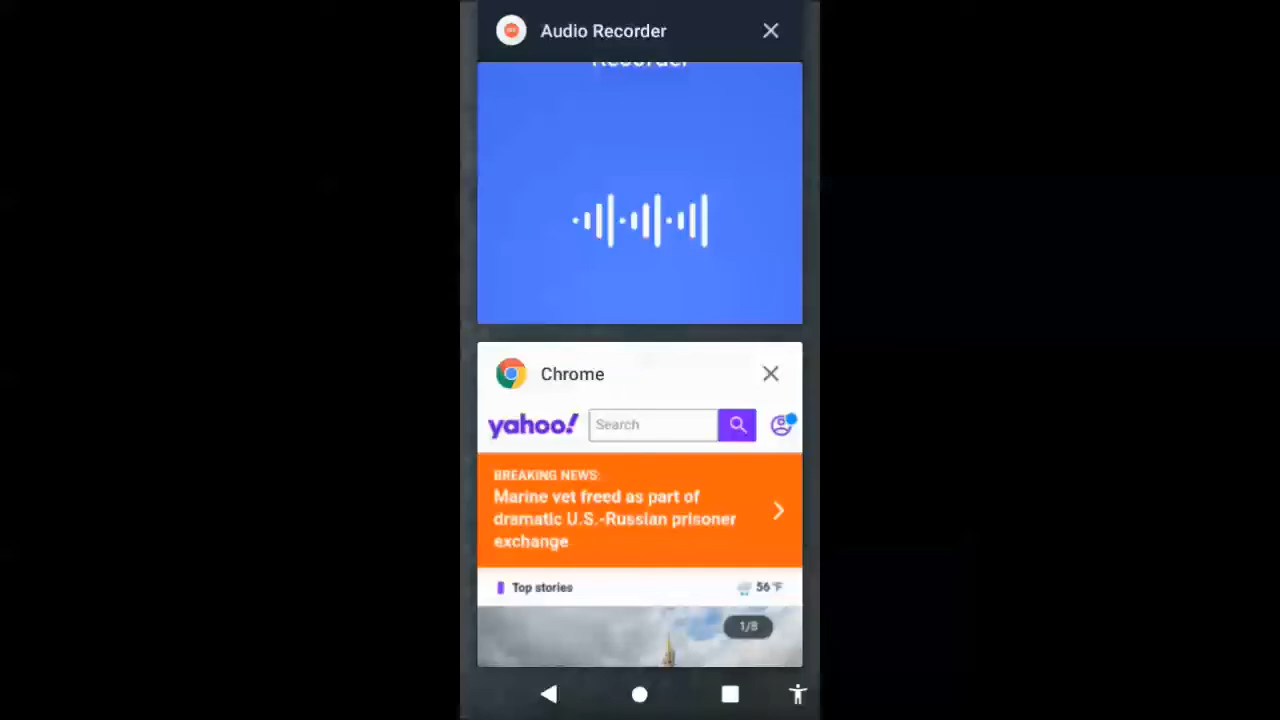 Audio Recorder
Recorder
Chrome
yahoo!
Search
BREAKING NEWS:
Marine vet freed as part of
dramatic U.S.-Russian prisoner
exchange
Top stories
56°F
1/8